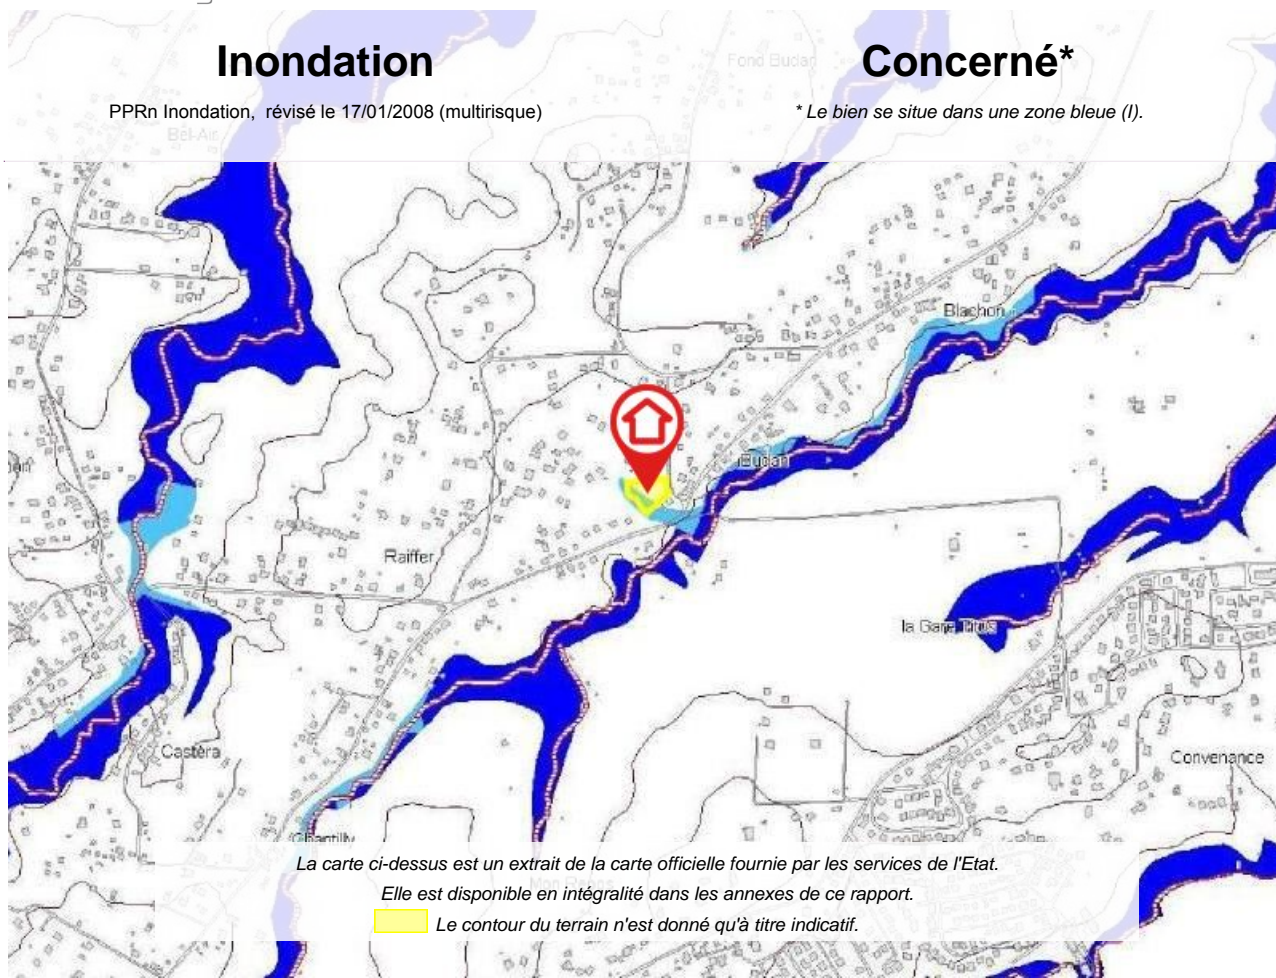 Inondation
Concerné*
Fond Budan
PPRn Inondation, révisé le 17/01/2008 (multirisque)
* Le bien se situe dans une zone bleue (I).
Bel-Air
Blachon
Budan
Raiffer
la Gare Titus
Castéra
Convenance
Chantilly
La carte ci-dessus est un extrait de la carte officielle fournie par les services de l'Etat.
Elle est disponible en intégralité dans les annexes de ce rapport.
Le contour du terrain n'est donné qu'à titre indicatif.